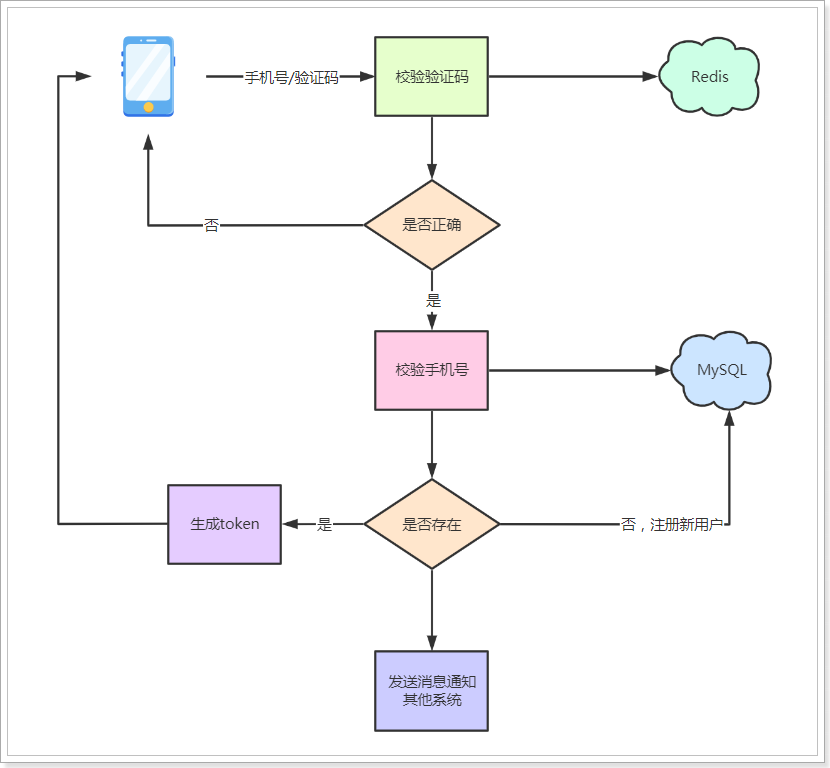 手机号/验证码
校验验证码
Redis
是否正确
否
是
校验手机号
MySQL
生成token
是
是否存在
否，注册新用户
发送消息通知
其他系统